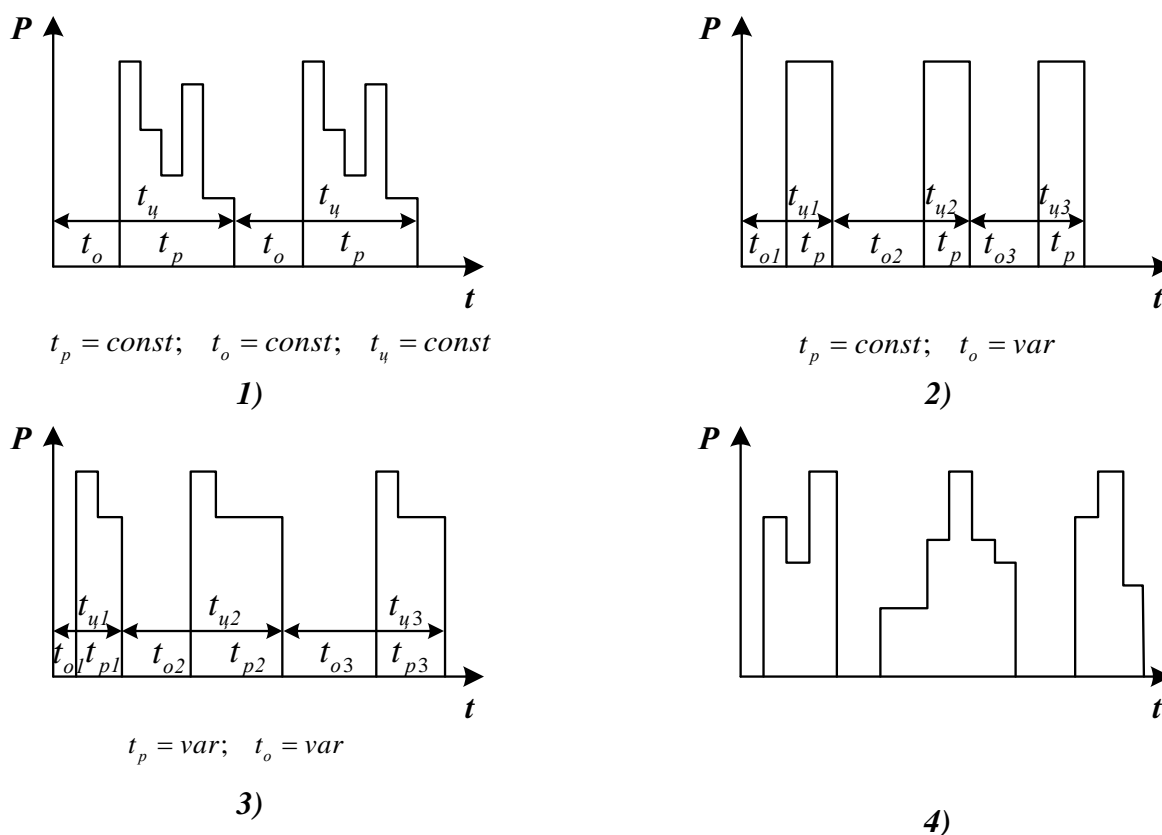 P
t_ц t_ц
t_o t_p t_o t_p
t
t_p = const; t_o = const; t_ц = const
1)
P
t_ц1 t_ц2 t_ц3
t_o1 t_p t_o2 t_p t_o3 t_p
t
t_p = const; t_o = var
2)
P
t_ц1 t_ц2 t_ц3
t_o1 t_p1 t_o2 t_p2 t_o3 t_p3
t
t_p = var; t_o = var
3)
P
t
4)